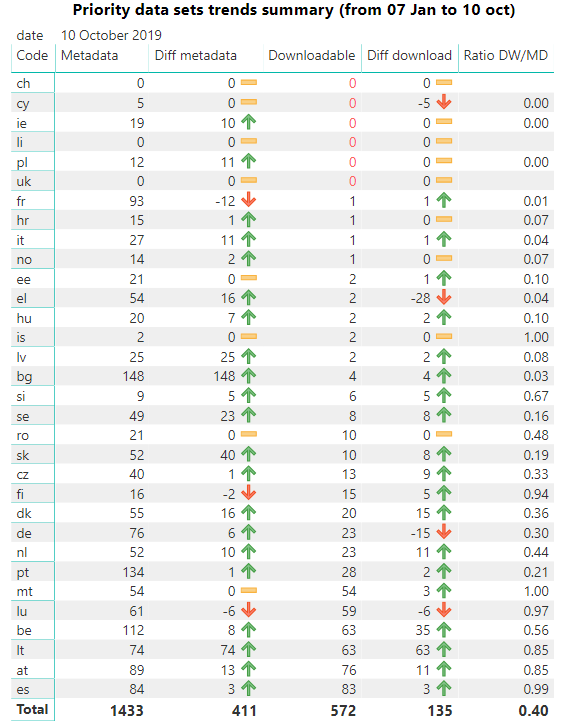 Priority data sets trends summary (from 07 Jan to 10 oct)
date 10 October 2019
Code Metadata Diff metadata Downloadable Diff download Ratio DW/MD
ch 0 0 0 0
cy 5 0 0 -5 0.00
ie 19 10 0 0 0.00
li 0 0 0 0
pl 12 11 0 0 0.00
uk 0 0 0 0
fr 93 -12 1 1 0.01
hr 15 1 1 0 0.07
it 27 11 1 1 0.04
no 14 2 1 0 0.07
ee 21 0 2 1 0.10
el 54 16 2 -28 0.04
hu 20 7 2 2 0.10
is 2 0 2 0 1.00
lv 25 25 2 2 0.08
bg 148 148 4 4 0.03
si 9 5 6 5 0.67
se 49 23 8 8 0.16
ro 21 0 10 0 0.48
sk 52 40 10 8 0.19
cz 40 1 13 9 0.33
fi 16 -2 15 5 0.94
dk 55 16 20 15 0.36
de 76 6 23 -15 0.30
nl 52 10 23 11 0.44
pt 134 1 28 2 0.21
mt 54 0 54 3 1.00
lu 61 -6 59 -6 0.97
be 112 8 63 35 0.56
lt 74 74 63 63 0.85
at 89 13 76 11 0.85
es 84 3 83 3 0.99
Total 1433 411 572 135 0.40